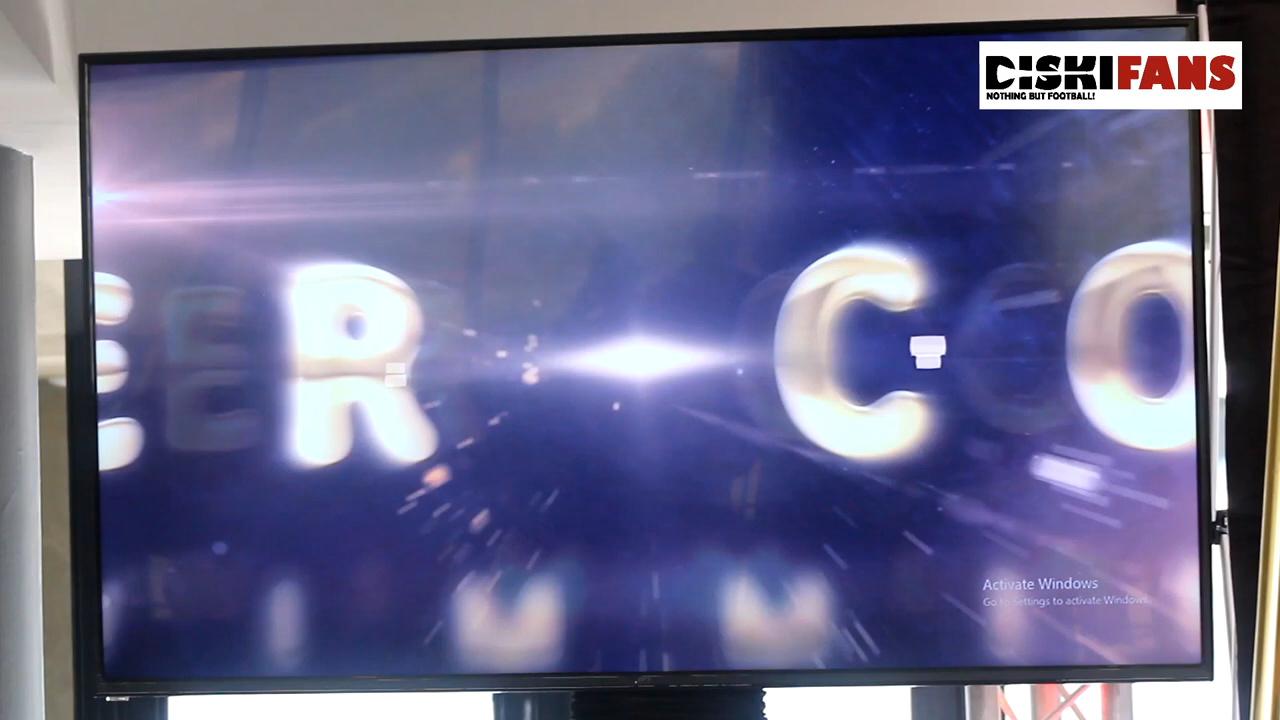 DISKIFANS
NOTHING BUT FOOTBALL!
ER CO
Activate Windows
Go to Settings to activate Windows.